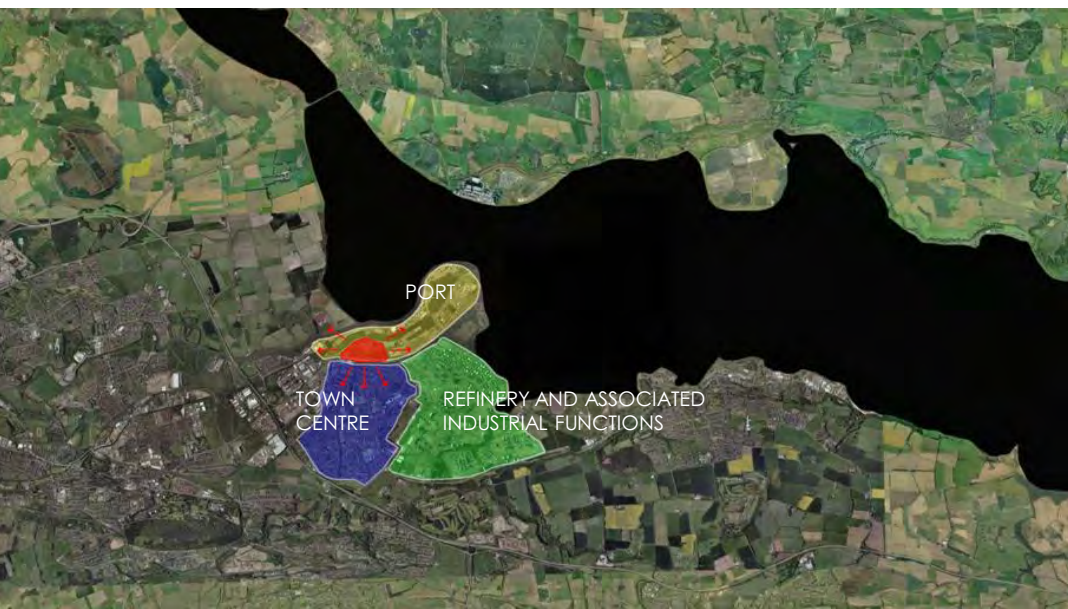 PORT
TOWN
CENTRE
REFINERY AND ASSOCIATED
INDUSTRIAL FUNCTIONS